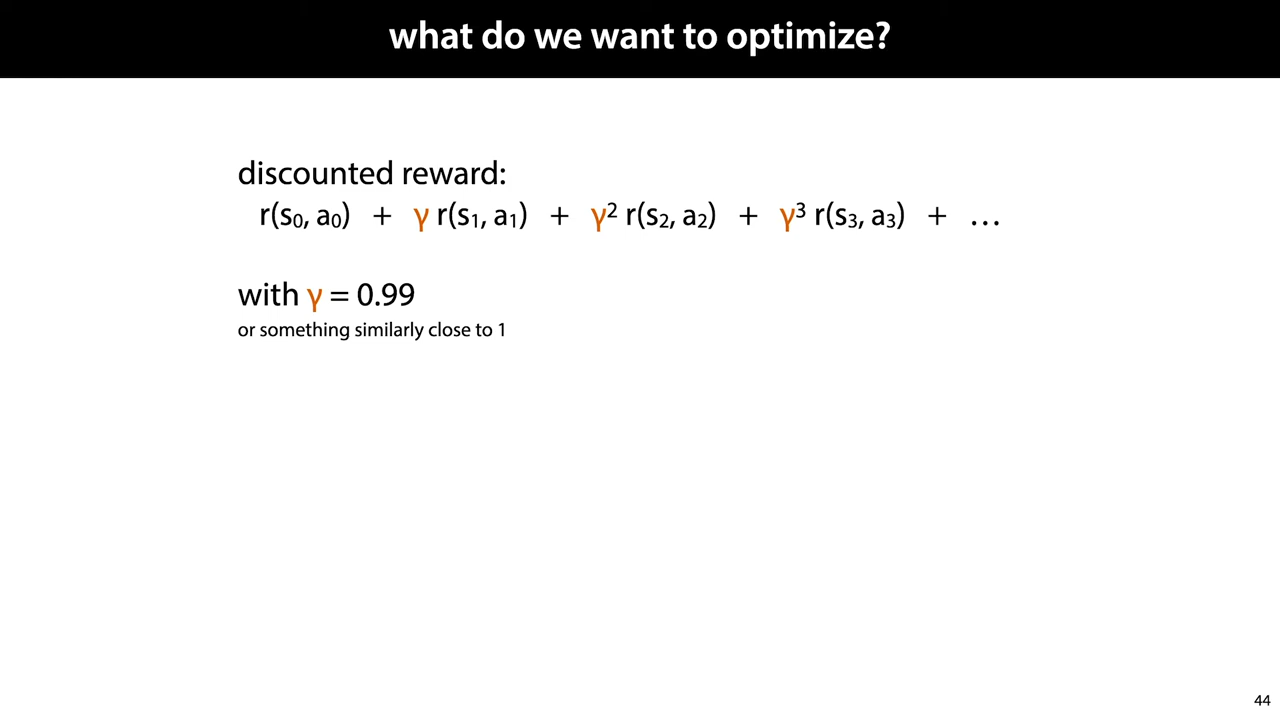 what do we want to optimize?
discounted reward:
r(s₀, a₀) + γ r(s₁, a₁) + γ² r(s₂, a₂) + γ³ r(s₃, a₃) + …
with γ = 0.99
or something similarly close to 1
44